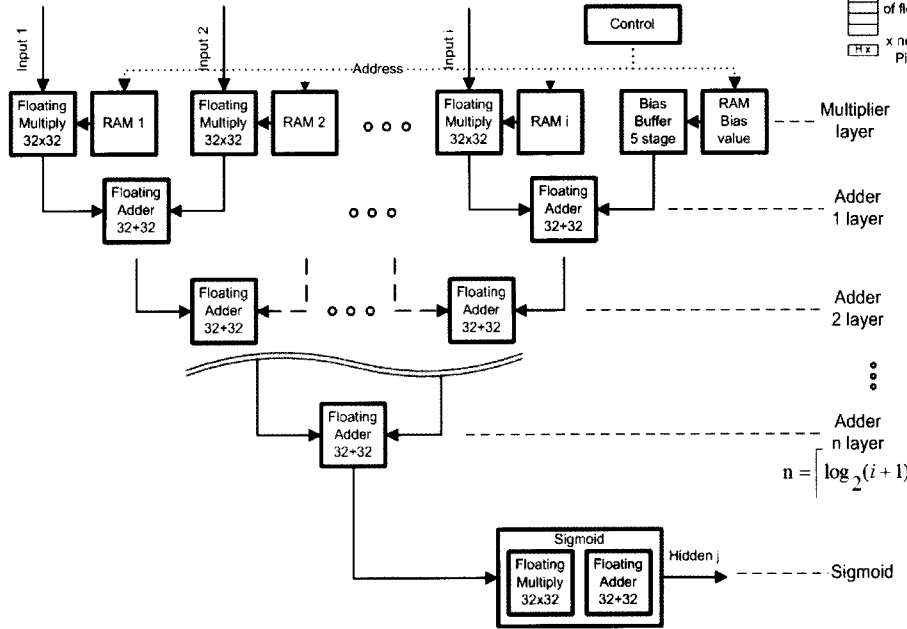 of fl
x n
Pi
H x
Input 1
Input 2
Input i
Control
Address
Floating
Multiply
32x32
RAM 1
Floating
Multiply
32x32
RAM 2
Floating
Multiply
32x32
RAM i
Bias
Buffer
5 stage
RAM
Bias
value
Multiplier
layer
Floating
Adder
32+32
Floating
Adder
32+32
Adder
1 layer
Floating
Adder
32+32
Floating
Adder
32+32
Adder
2 layer
Floating
Adder
32+32
Adder
n layer
n = ⌈log₂(i+1)
Sigmoid
Floating
Multiply
32x32
Floating
Adder
32+32
Hidden j
Sigmoid